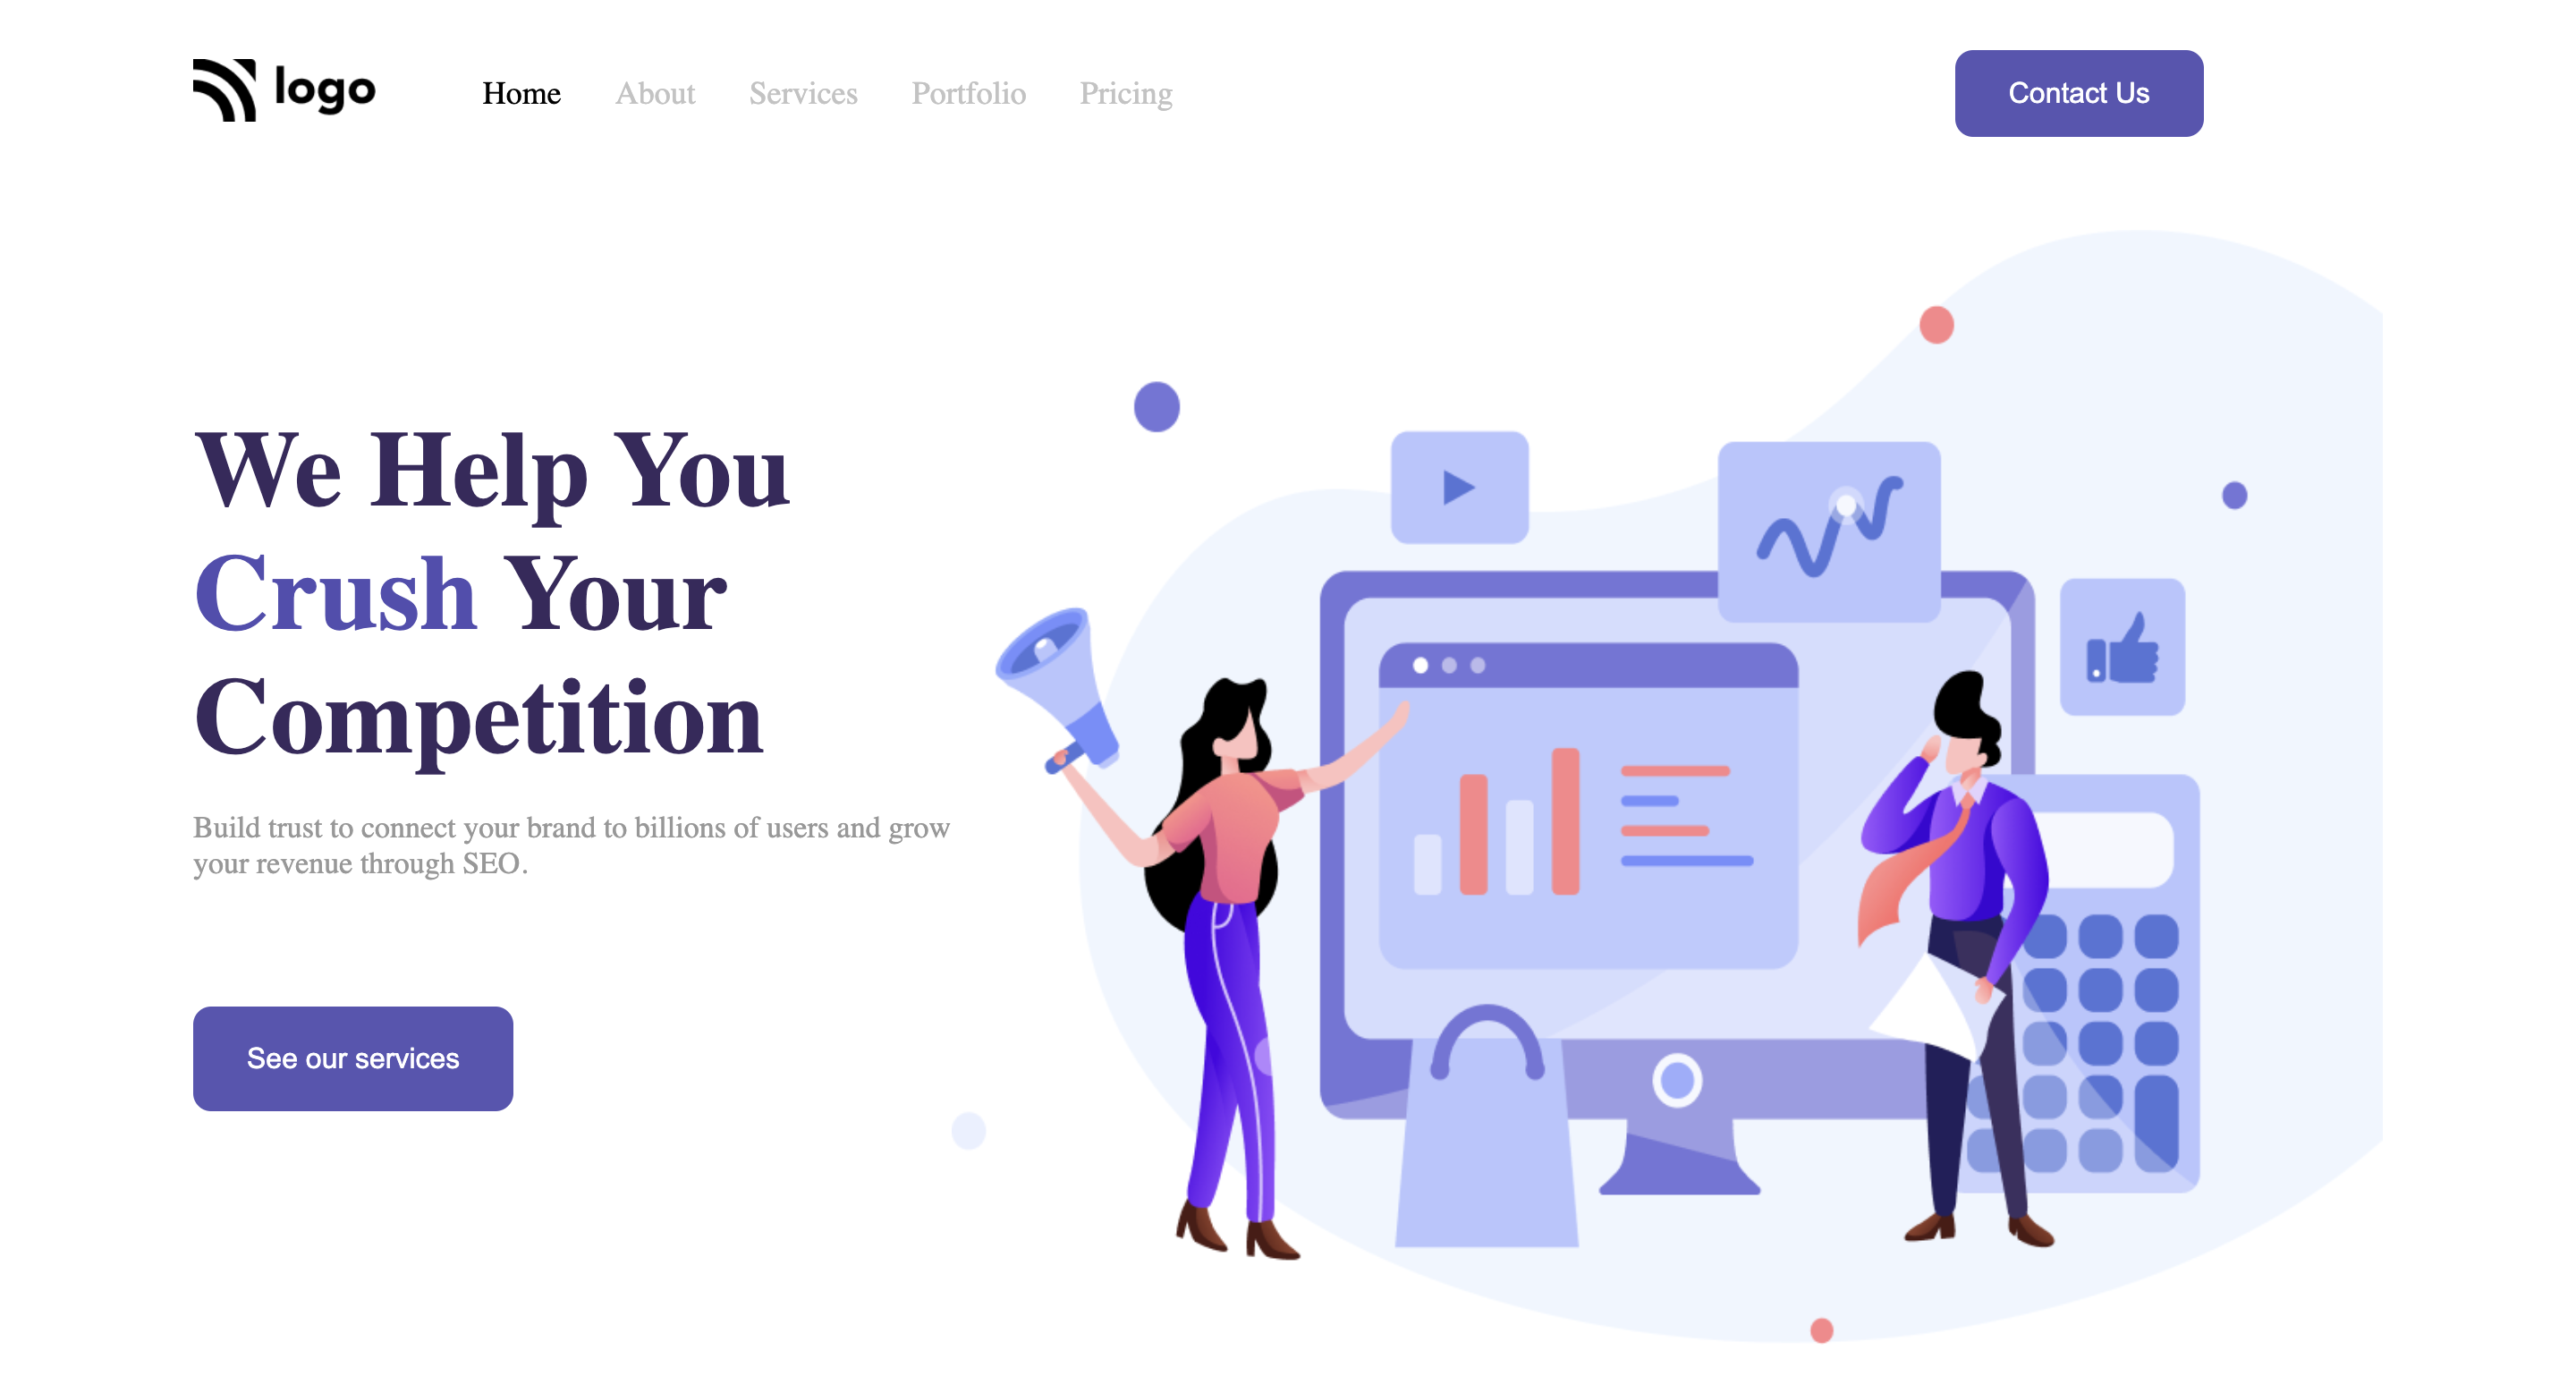 logo
Home About Services Portfolio Pricing
Contact Us
We Help You
Crush Your
Competition
Build trust to connect your brand to billions of users and grow
your revenue through SEO.
See our services